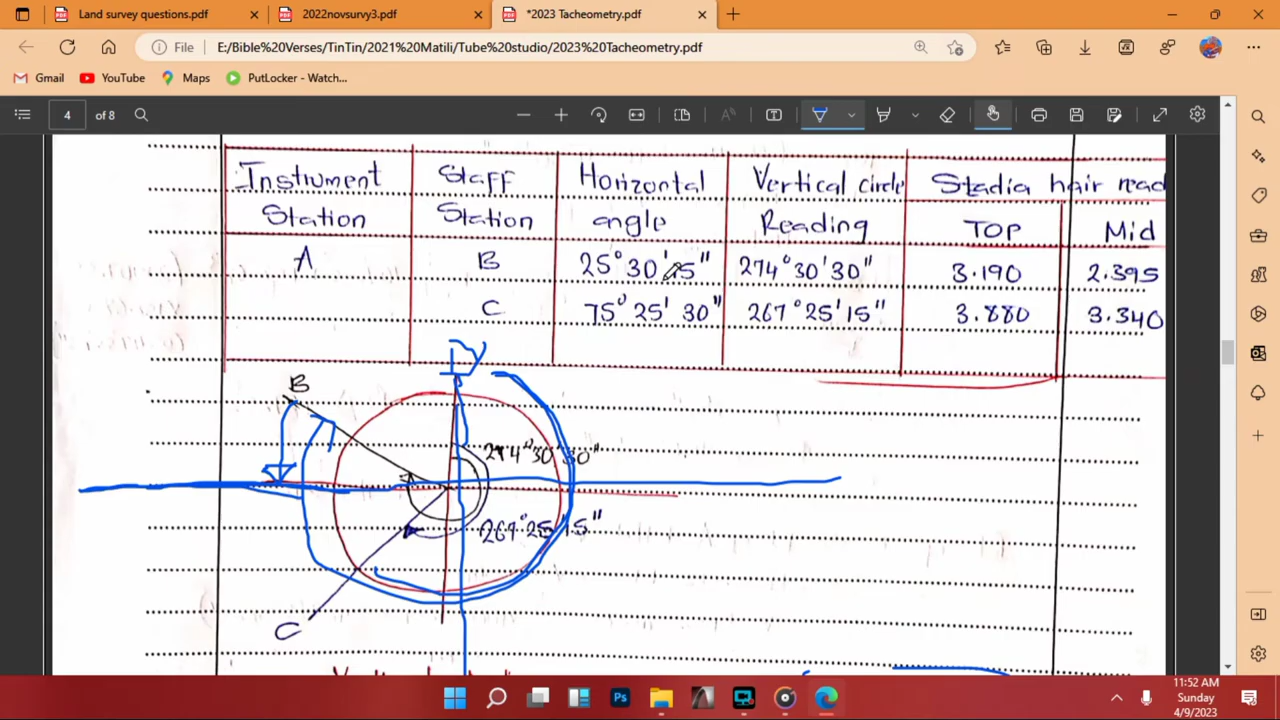 Land survey questions.pdf
2022novsurvy3.pdf
*2023 Tacheometry.pdf
File
E:/Bible%20Verses/TinTin/2021%20Matili/Tube%20studio/2023%20Tacheometry.pdf
Gmail
YouTube
Maps
PutLocker - Watch...
4 of 8
Instrument Station
Staff Station
Horizontal angle
Vertical circle Reading
Stadia hair read
TOP
Mid
A
B
274°30'30"
3.190
2.395
C
75°25'30"
267°25'15"
3.880
3.340
B
274°30'30"
267°25'15"
C
11:52 AM
Sunday
4/9/2023